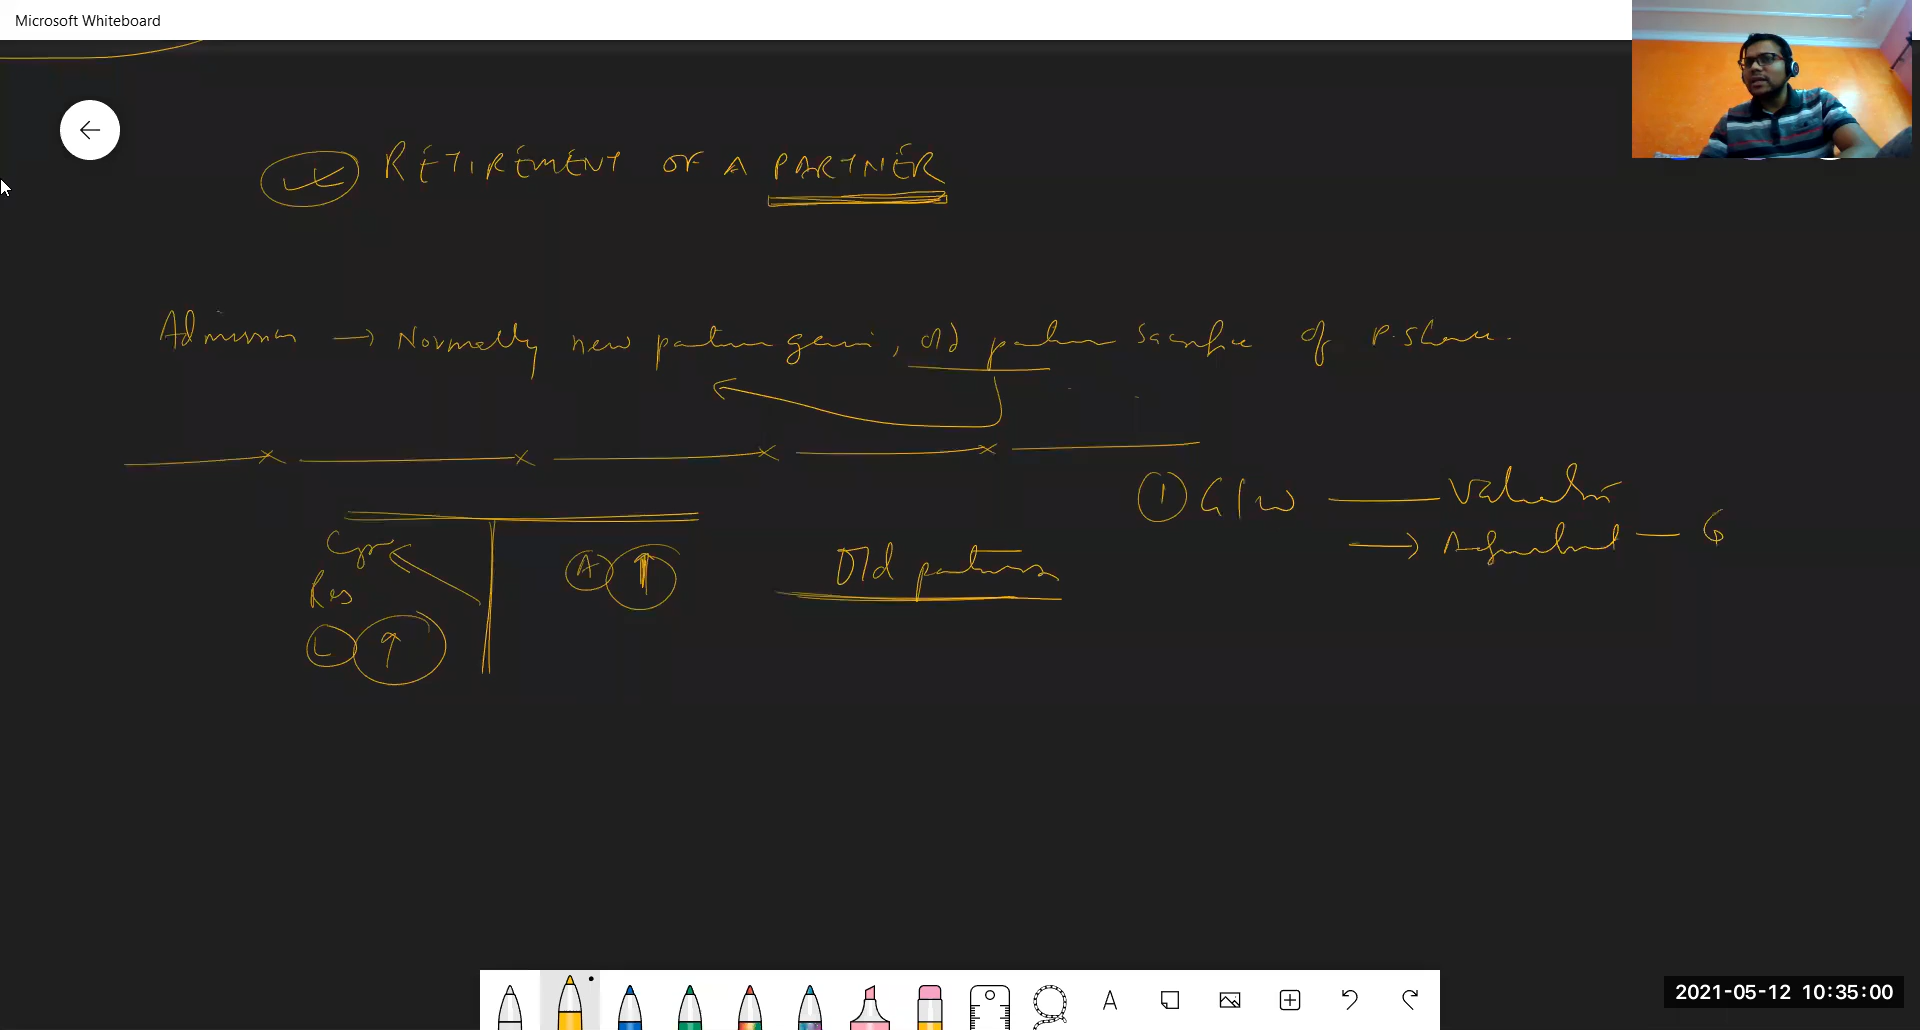 Microsoft Whiteboard
RETIREMENT OF A PARTNER
Admission → Normally new partner gain, old partner sacrifice of P. share.
① G/w — Valuation
→ Adjustment — G
Res
A ↑
Old partners
L ↑
2021-05-12 10:35:00